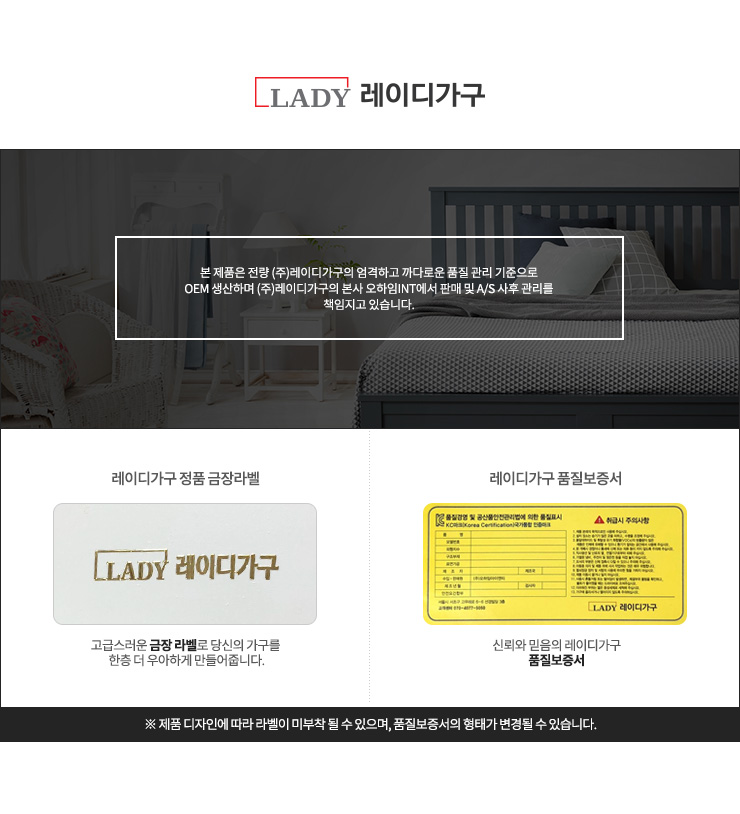 LADY 레이디가구
본 제품은 전량 (주)레이디가구의 엄격하고 까다로운 품질 관리 기준으로
OEM 생산하며 (주)레이디가구의 본사 오하임INT에서 판매 및 A/S 사후 관리를
책임지고 있습니다.
레이디가구 정품 금장라벨
레이디가구 품질보증서
LADY 레이디가구
품질경영 및 공산품안전관리법에 의한 품질표시
KC마크(Korea Certification)국가통합 인증마크
취급시 주의사항
LADY 레이디가구
고급스러운 금장 라벨로 당신의 가구를
한층 더 우아하게 만들어줍니다.
신뢰와 믿음의 레이디가구
품질보증서
※ 제품 디자인에 따라 라벨이 미부착 될 수 있으며, 품질보증서의 형태가 변경될 수 있습니다.